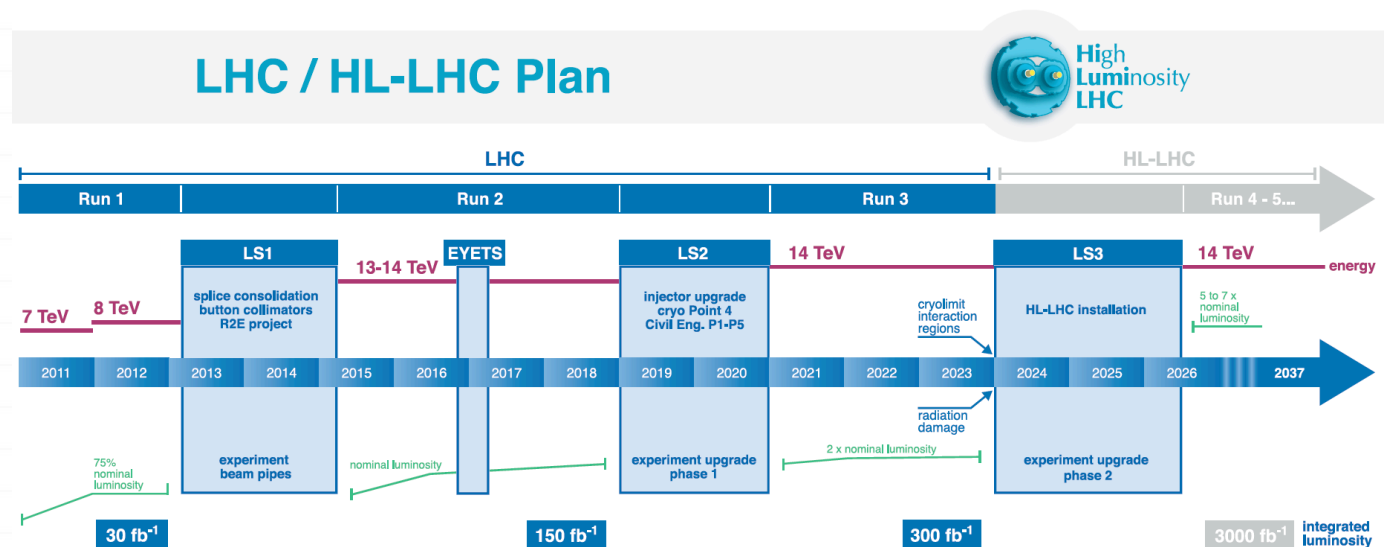 LHC / HL-LHC Plan
High
Luminosity
LHC
LHC
HL-LHC
Run 1
Run 2
Run 3
Run 4 - 5...
LS1
EYETS
LS2
LS3
13-14 TeV
14 TeV
14 TeV
energy
7 TeV
8 TeV
splice consolidation
button collimators
R2E project
injector upgrade
cryo Point 4
Civil Eng. P1-P5
cryolimit
interaction
regions
HL-LHC installation
5 to 7 x
nominal
luminosity
2011
2012
2013
2014
2015
2016
2017
2018
2019
2020
2021
2022
2023
2024
2025
2026
2037
radiation
damage
75%
nominal
luminosity
experiment
beam pipes
nominal luminosity
experiment upgrade
phase 1
2 x nominal luminosity
experiment upgrade
phase 2
30 fb⁻¹
150 fb⁻¹
300 fb⁻¹
3000 fb⁻¹
integrated
luminosity